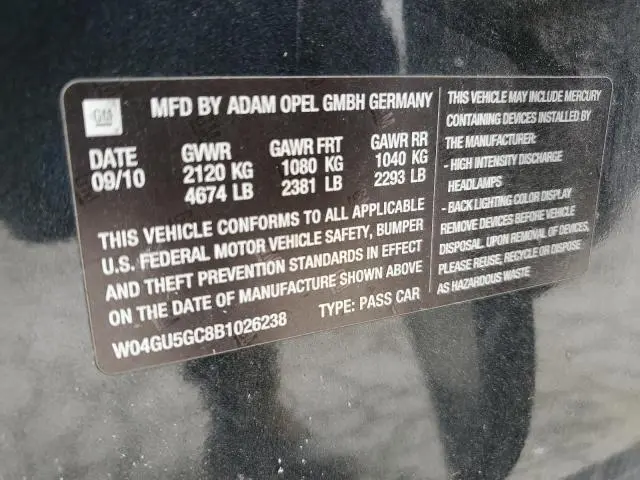 GM
MFD BY ADAM OPEL GMBH GERMANY
DATE GVWR GAWR FRT GAWR RR
09/10 2120 KG 1080 KG 1040 KG
4674 LB 2381 LB 2293 LB
THIS VEHICLE CONFORMS TO ALL APPLICABLE
U.S. FEDERAL MOTOR VEHICLE SAFETY, BUMPER
AND THEFT PREVENTION STANDARDS IN EFFECT
ON THE DATE OF MANUFACTURE SHOWN ABOVE
W04GU5GC8B1026238 TYPE: PASS CAR
THIS VEHICLE MAY INCLUDE MERCURY
CONTAINING DEVICES INSTALLED BY
THE MANUFACTURER:
- HIGH INTENSITY DISCHARGE
HEADLAMPS
- BACK LIGHTING COLOR DISPLAY
REMOVE DEVICES BEFORE VEHICLE
DISPOSAL. UPON REMOVAL OF DEVICES,
PLEASE REUSE, RECYCLE OR DISPOSE
AS HAZARDOUS WASTE